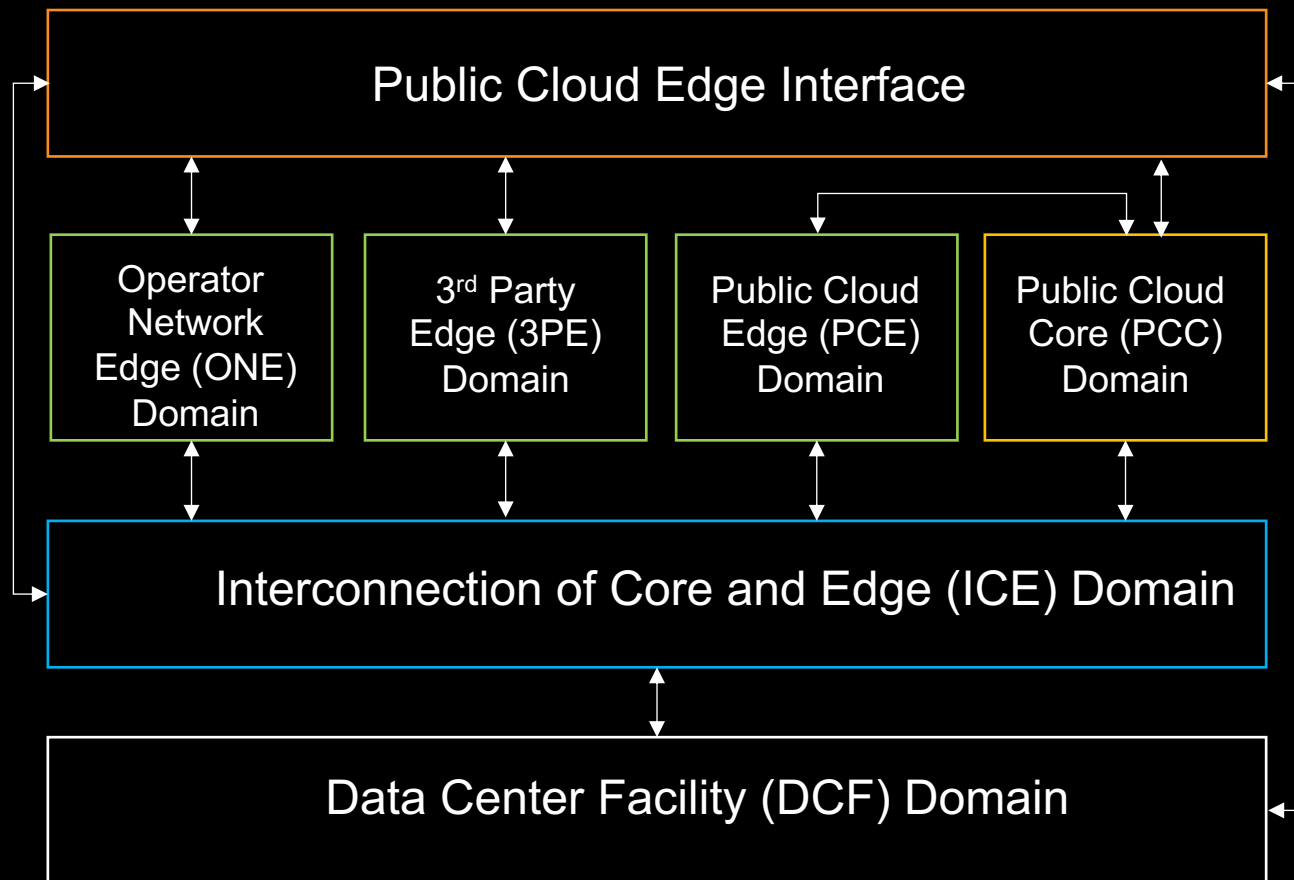 Public Cloud Edge Interface
Operator
Network
Edge (ONE)
Domain
3rd Party
Edge (3PE)
Domain
Public Cloud
Edge (PCE)
Domain
Public Cloud
Core (PCC)
Domain
Interconnection of Core and Edge (ICE) Domain
Data Center Facility (DCF) Domain